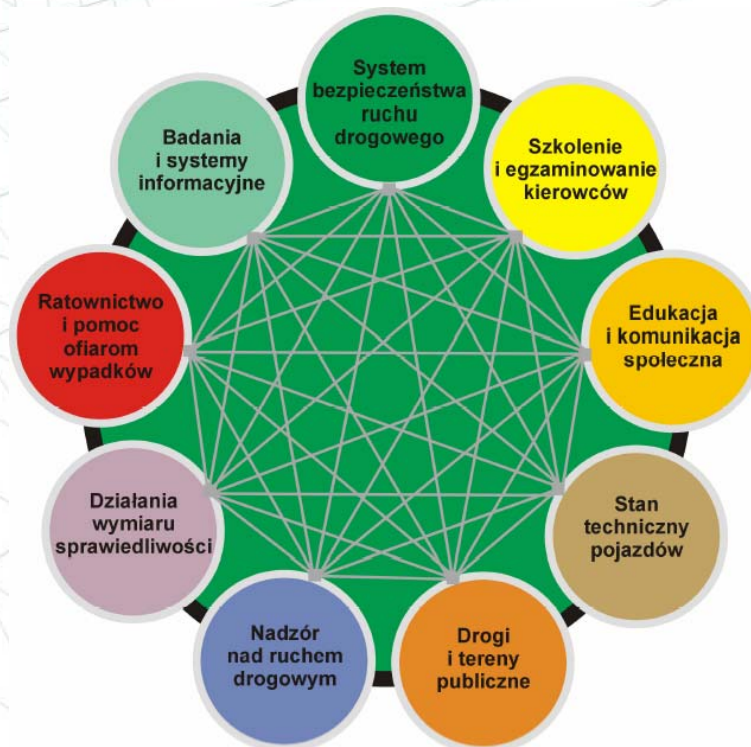 System
bezpieczeństwa
ruchu
drogowego
Szkolenie
i egzaminowanie
kierowców
Edukacja
i komunikacja
społeczna
Stan
techniczny
pojazdów
Drogi
i tereny
publiczne
Nadzór
nad ruchem
drogowym
Działania
wymiaru
sprawiedliwości
Ratownictwo
i pomoc
ofiarom
wypadków
Badania
i systemy
informacyjne